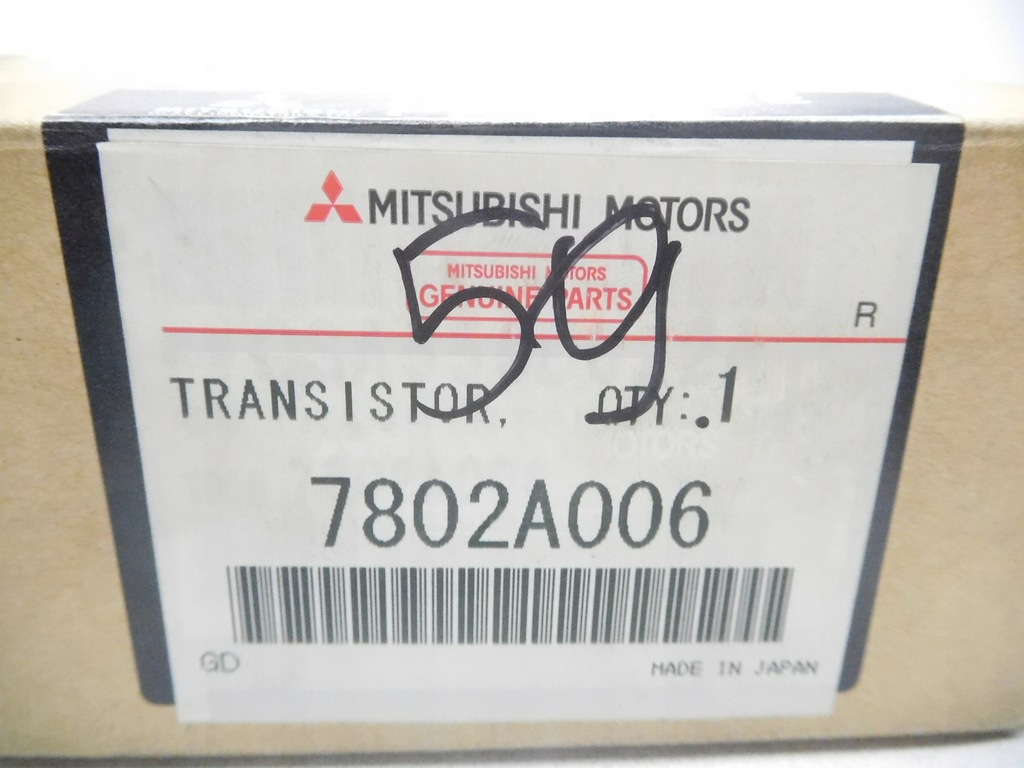 MITSUBISHI MOTORS
59.
MITSUBISHI MOTORS
GENUINE PARTS
R
TRANSISTOR, QTY: 1
7802A006
GD MADE IN JAPAN